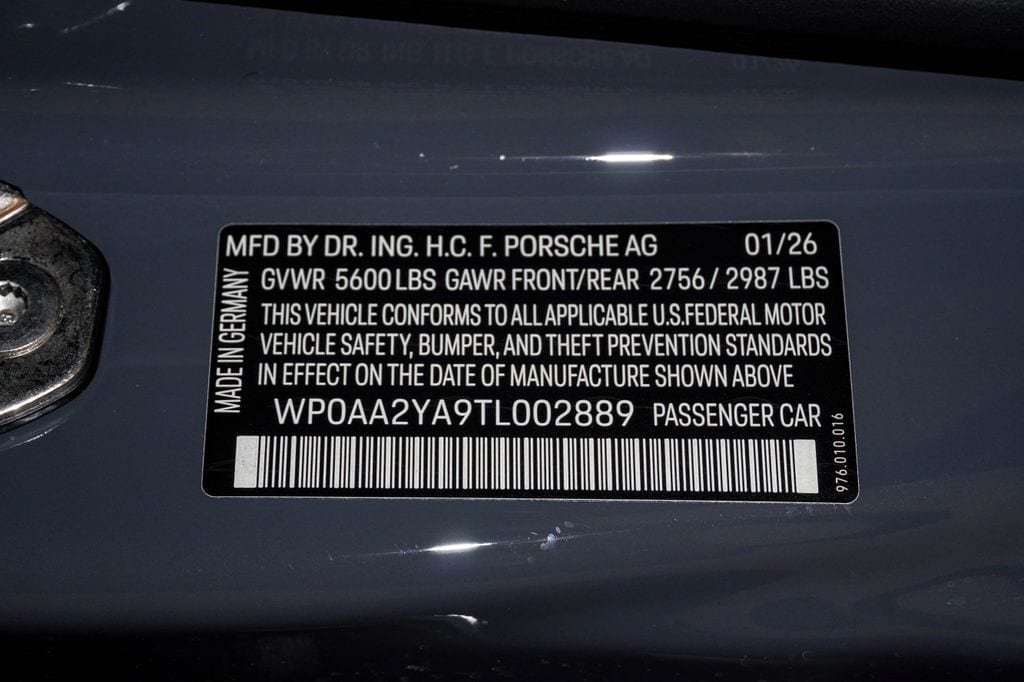 MFD BY DR. ING. H.C. F. PORSCHE AG 01/26
GVWR 5600 LBS GAWR FRONT/REAR 2756 / 2987 LBS
THIS VEHICLE CONFORMS TO ALL APPLICABLE U.S.FEDERAL MOTOR
VEHICLE SAFETY, BUMPER, AND THEFT PREVENTION STANDARDS
IN EFFECT ON THE DATE OF MANUFACTURE SHOWN ABOVE
WP0AA2YA9TL002889 PASSENGER CAR
MADE IN GERMANY
976.010.016